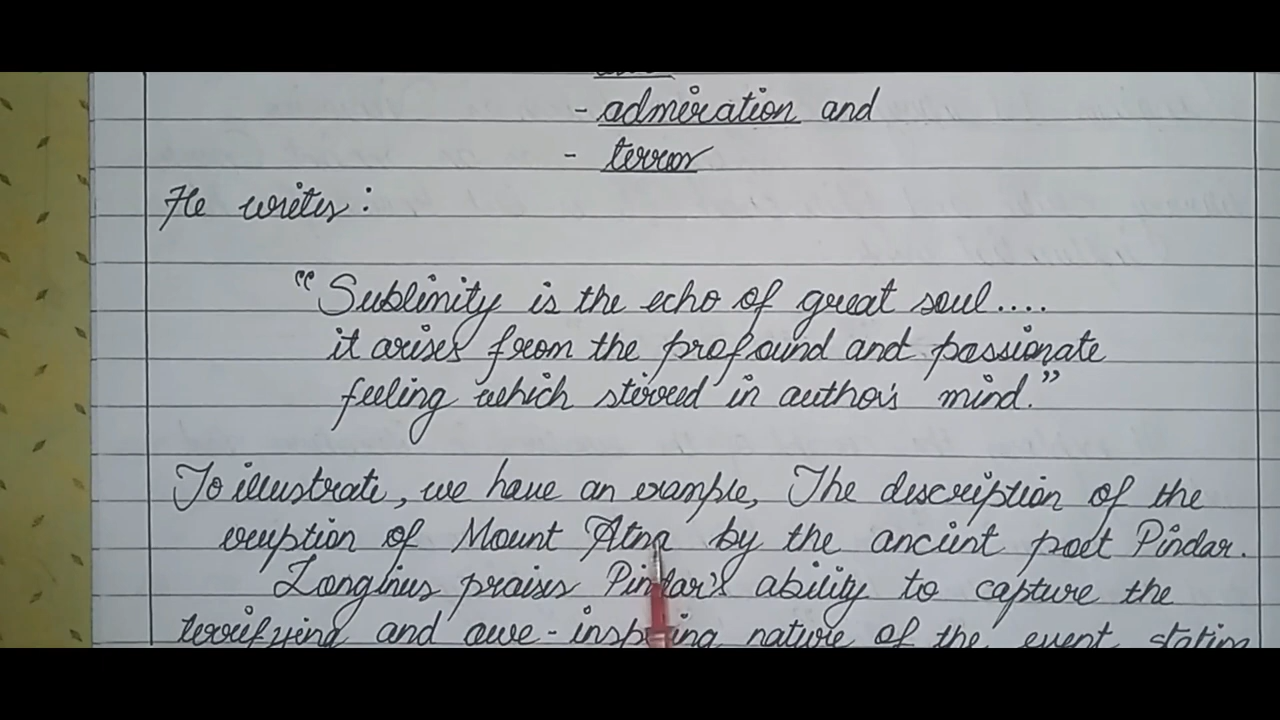 - admiration and
- terror
He writes:
"Sublimity is the echo of great soul....
it arises from the profound and passionate
feeling which stirred in author's mind."
To illustrate, we have an example, The description of the
eruption of Mount Atna by the ancient poet Pindar.
Longinus praises Pindar's ability to capture the
terrifying and awe-inspiring nature of the event stating